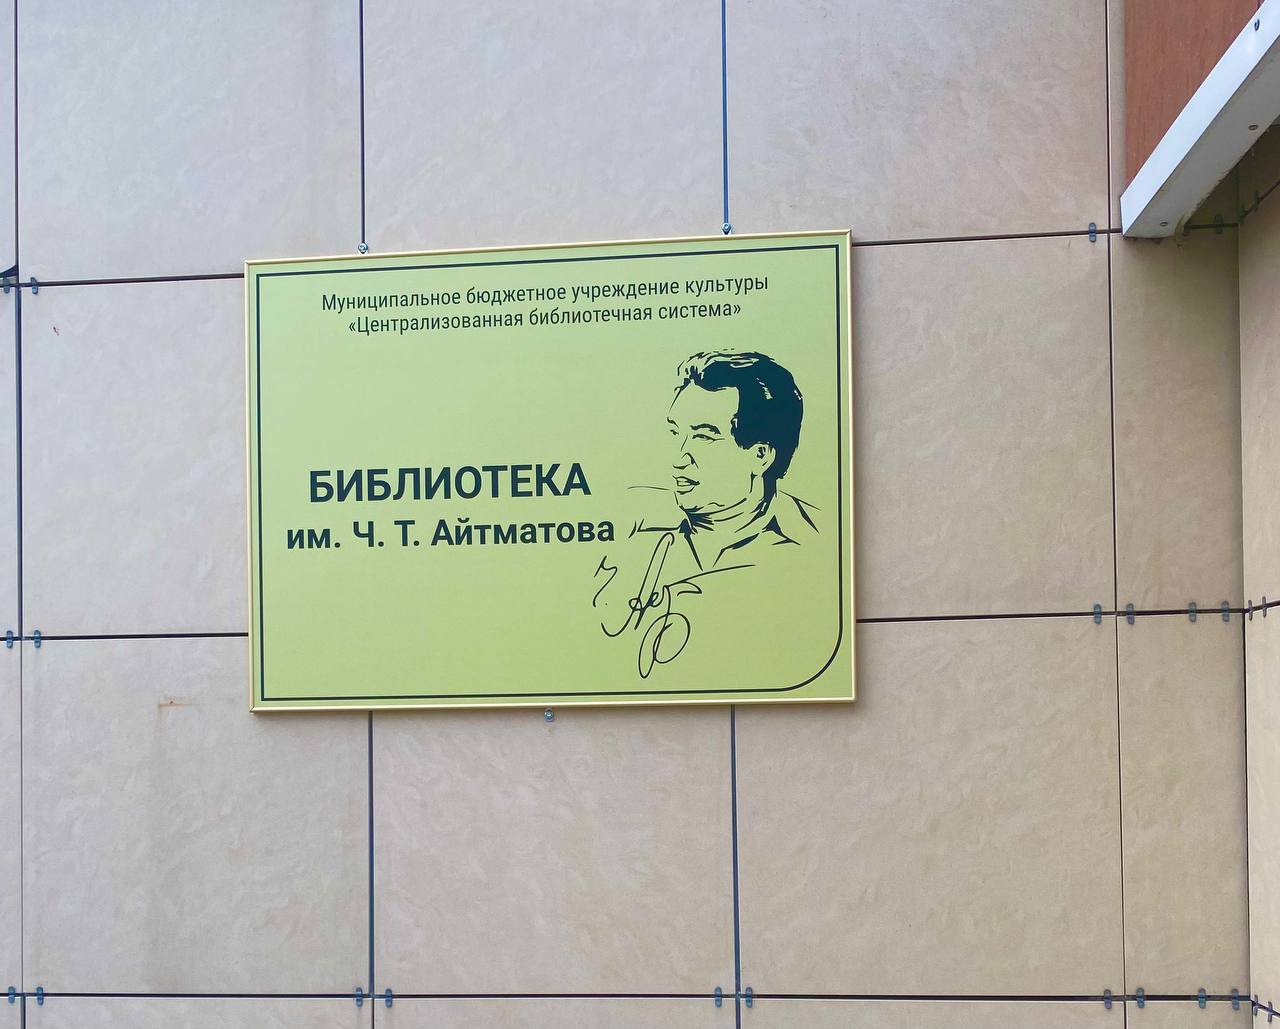 Муниципальное бюджетное учреждение культуры
«Централизованная библиотечная система»
БИБЛИОТЕКА
им. Ч. Т. Айтматова